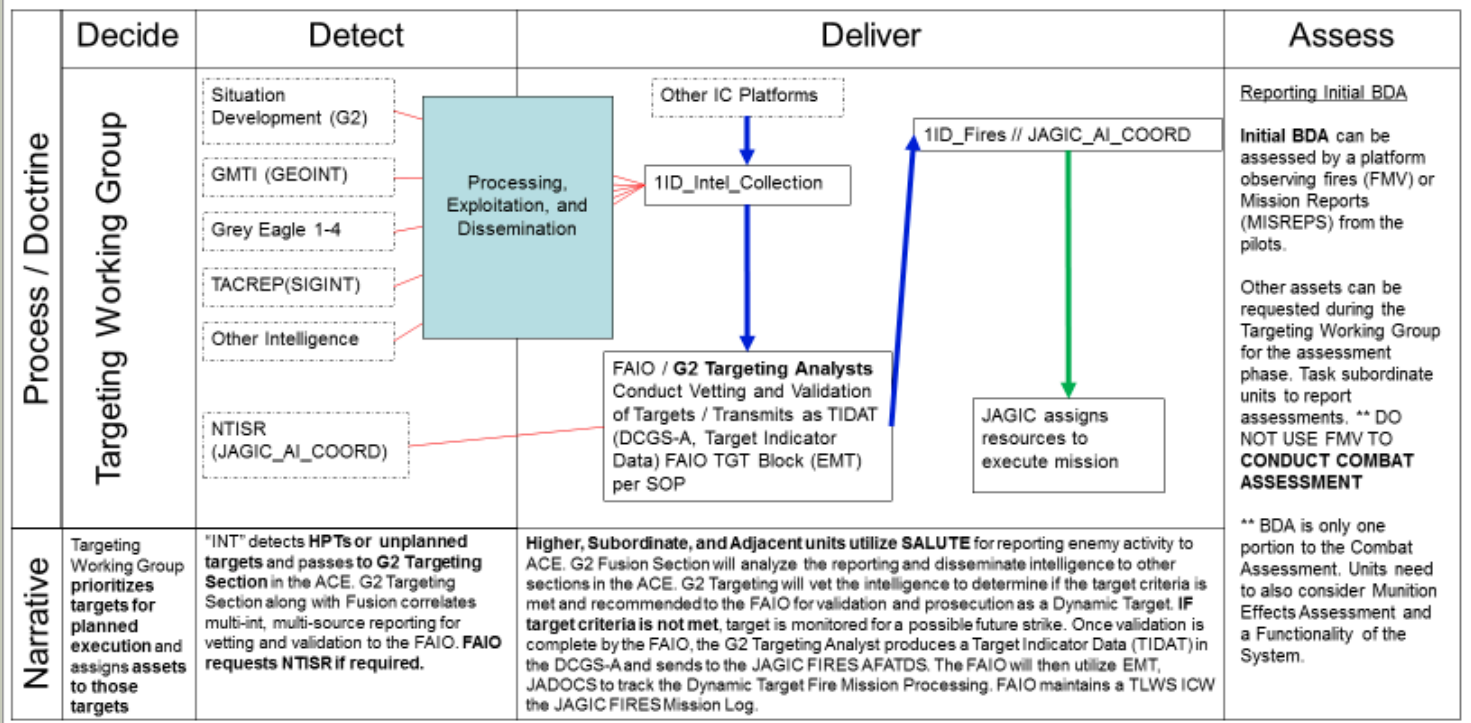 Decide
Detect
Deliver
Assess
Process / Doctrine
Targeting Working Group
Situation
Development (G2)
GMTI (GEOINT)
Grey Eagle 1-4
TACREP(SIGINT)
Other Intelligence
NTISR
(JAGIC_AI_COORD)
Processing,
Exploitation, and
Dissemination
Other IC Platforms
1ID_Intel_Collection
FAIO / G2 Targeting Analysts
Conduct Vetting and Validation
of Targets / Transmits as TIDAT
(DCGS-A, Target Indicator
Data) FAIO TGT Block (EMT)
per SOP
1ID_Fires // JAGIC_AI_COORD
JAGIC assigns
resources to
execute mission
Reporting Initial BDA
Initial BDA can be
assessed by a platform
observing fires (FMV) or
Mission Reports
(MISREPS) from the
pilots.
Other assets can be
requested during the
Targeting Working Group
for the assessment
phase. Task subordinate
units to report
assessments. ** DO
NOT USE FMV TO
CONDUCT COMBAT
ASSESSMENT
** BDA is only one
portion to the Combat
Assessment. Units need
to also consider Munition
Effects Assessment and
a Functionality of the
System.
Narrative
Targeting
Working Group
prioritizes
targets for
planned
execution and
assigns assets
to those
targets
"INT" detects HPTs or unplanned
targets and passes to G2 Targeting
Section in the ACE. G2 Targeting
Section along with Fusion correlates
multi-int, multi-source reporting for
vetting and validation to the FAIO. FAIO
requests NTISR if required.
Higher, Subordinate, and Adjacent units utilize SALUTE for reporting enemy activity to
ACE. G2 Fusion Section will analyze the reporting and disseminate intelligence to other
sections in the ACE. G2 Targeting will vet the intelligence to determine if the target criteria is
met and recommended to the FAIO for validation and prosecution as a Dynamic Target. IF
target criteria is not met, target is monitored for a possible future strike. Once validation is
complete by the FAIO, the G2 Targeting Analyst produces a Target Indicator Data (TIDAT) in
the DCGS-A and sends to the JAGIC FIRES AFATDS. The FAIO will then utilize EMT,
JADOCS to track the Dynamic Target Fire Mission Processing. FAIO maintains a TLWS ICW
the JAGIC FIRES Mission Log.